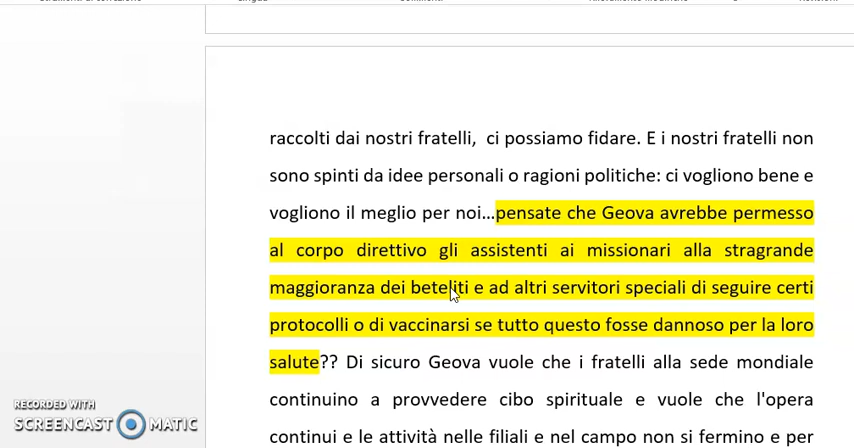 raccolti dai nostri fratelli, ci possiamo fidare. E i nostri fratelli non
sono spinti da idee personali o ragioni politiche: ci vogliono bene e
vogliono il meglio per noi...pensate che Geova avrebbe permesso
al corpo direttivo gli assistenti ai missionari alla stragrande
maggioranza dei beteliti e ad altri servitori speciali di seguire certi
protocolli o di vaccinarsi se tutto questo fosse dannoso per la loro
salute?? Di sicuro Geova vuole che i fratelli alla sede mondiale
continuino a provvedere cibo spirituale e vuole che l'opera
continui e le attività nelle filiali e nel campo non si fermino e per
RECORDED WITH
SCREENCAST MATIC